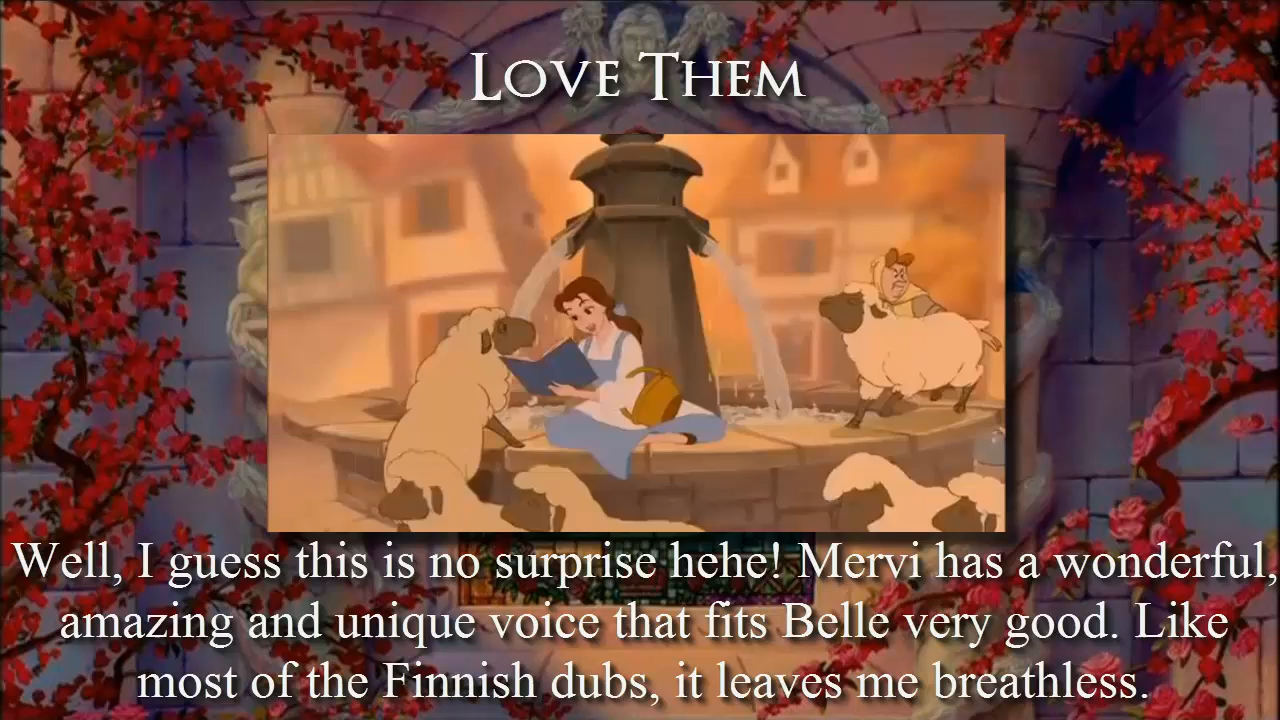 LOVE THEM
Well, I guess this is no surprise hehe! Mervi has a wonderful,
amazing and unique voice that fits Belle very good. Like
most of the Finnish dubs, it leaves me breathless.